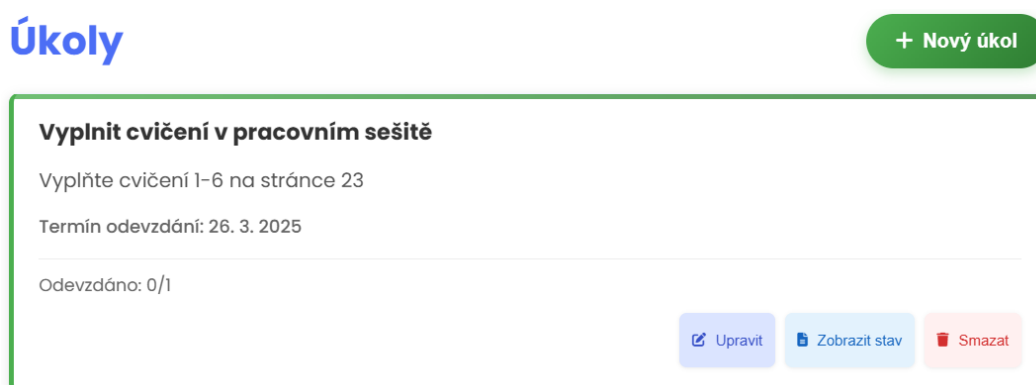 Úkoly
+ Nový úkol
Vyplnit cvičení v pracovním sešitě
Vyplňte cvičení 1-6 na stránce 23
Termín odevzdání: 26. 3. 2025
Odevzdáno: 0/1
Upravit
Zobrazit stav
Smazat